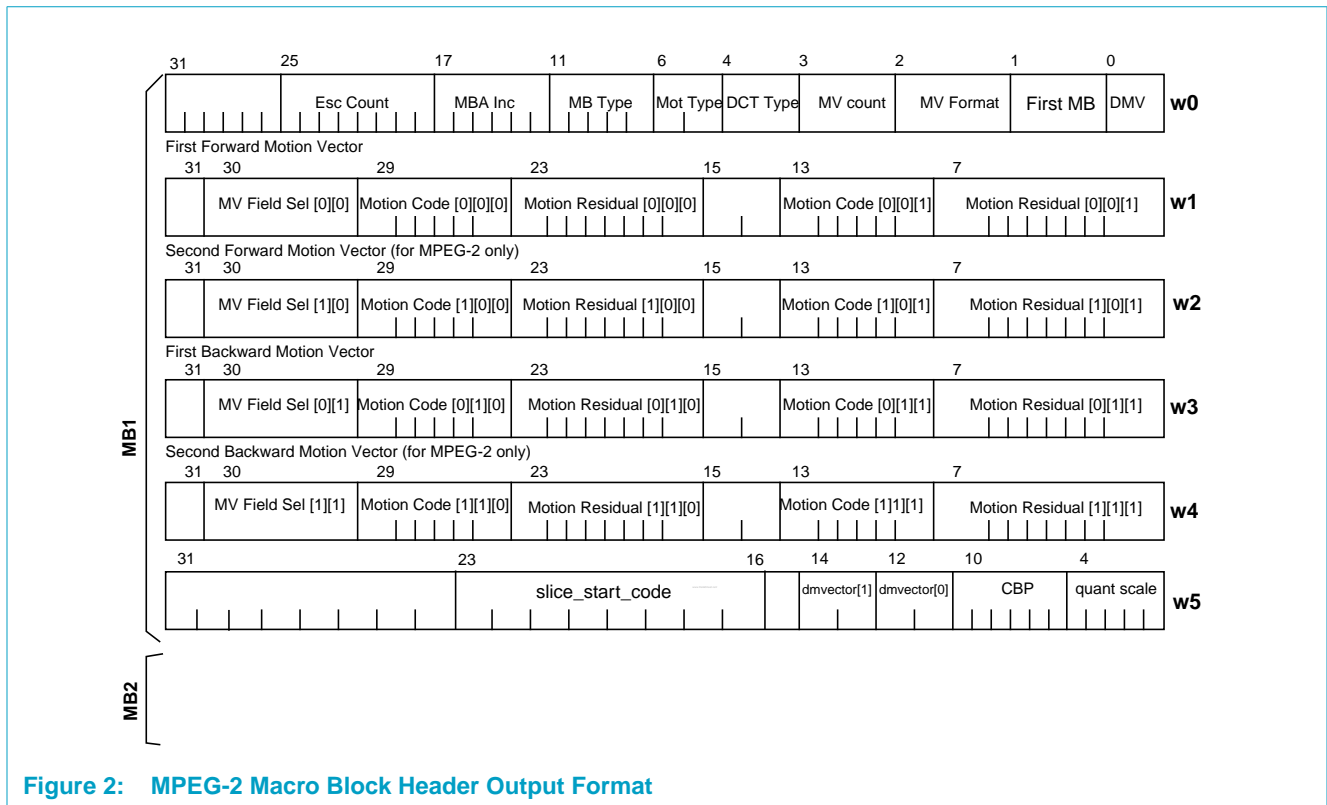 31 25 17 11 6 4 3 2 1 0
Esc Count MBA Inc MB Type Mot Type DCT Type MV count MV Format First MB DMV w0
First Forward Motion Vector
31 30 29 23 15 13 7
MV Field Sel [0][0] Motion Code [0][0][0] Motion Residual [0][0][0] Motion Code [0][0][1] Motion Residual [0][0][1] w1
Second Forward Motion Vector (for MPEG-2 only)
31 30 29 23 15 13 7
MV Field Sel [1][0] Motion Code [1][0][0] Motion Residual [1][0][0] Motion Code [1][0][1] Motion Residual [1][0][1] w2
First Backward Motion Vector
31 30 29 23 15 13 7
MV Field Sel [0][1] Motion Code [0][1][0] Motion Residual [0][1][0] Motion Code [0][1][1] Motion Residual [0][1][1] w3
MB1
Second Backward Motion Vector (for MPEG-2 only)
31 30 29 23 15 13 7
MV Field Sel [1][1] Motion Code [1][1][0] Motion Residual [1][1][0] Motion Code [1]1][1] Motion Residual [1][1][1] w4
31 23 16 14 12 10 4
slice_start_code dmvector[1] dmvector[0] CBP quant scale w5
MB2
Figure 2: MPEG-2 Macro Block Header Output Format